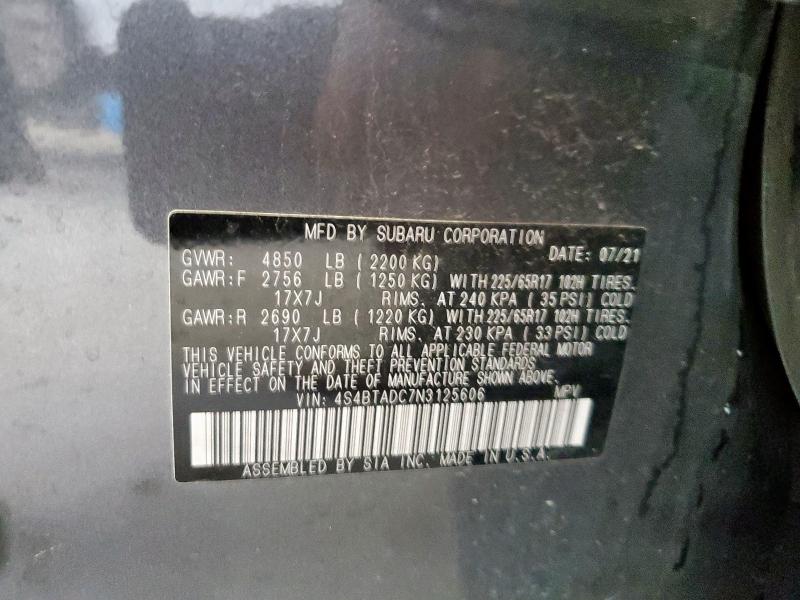 MFD BY SUBARU CORPORATION
GVWR: 4850 LB (2200 KG) DATE: 07/21
GAWR:F 2756 LB (1250 KG) WITH 225/65R17 102H TIRES.
17X7J RIMS. AT 240 KPA (35 PSI) COLD
GAWR:R 2690 LB (1220 KG) WITH 225/65R17 102H TIRES.
17X7J RIMS. AT 230 KPA (33 PSI) COLD
THIS VEHICLE CONFORMS TO ALL APPLICABLE FEDERAL MOTOR
VEHICLE SAFETY AND THEFT PREVENTION STANDARDS
IN EFFECT ON THE DATE OF MANUFACTURE SHOWN ABOVE.
VIN: 4S4BTADC7N3125606 MPV
ASSEMBLED BY SIA INC. MADE IN U.S.A.